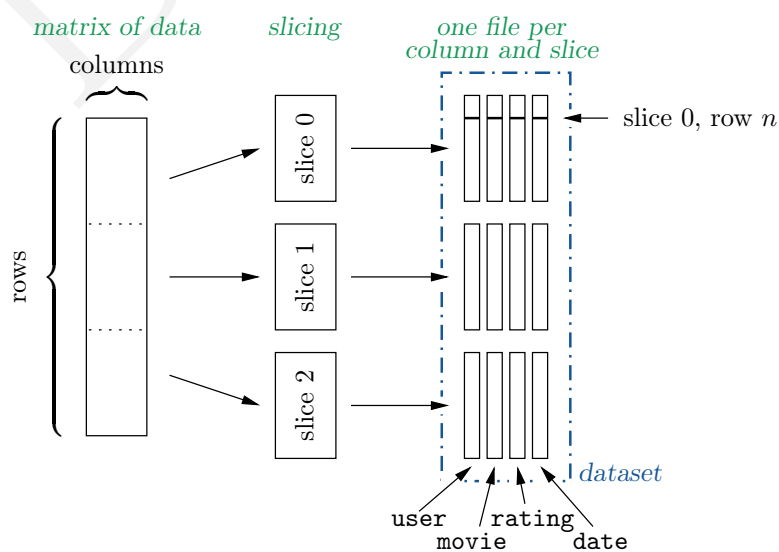 matrix of data
slicing
one file per
column and slice
columns
rows
slice 0
slice 1
slice 2
slice 0, row n
dataset
user
movie
rating
date